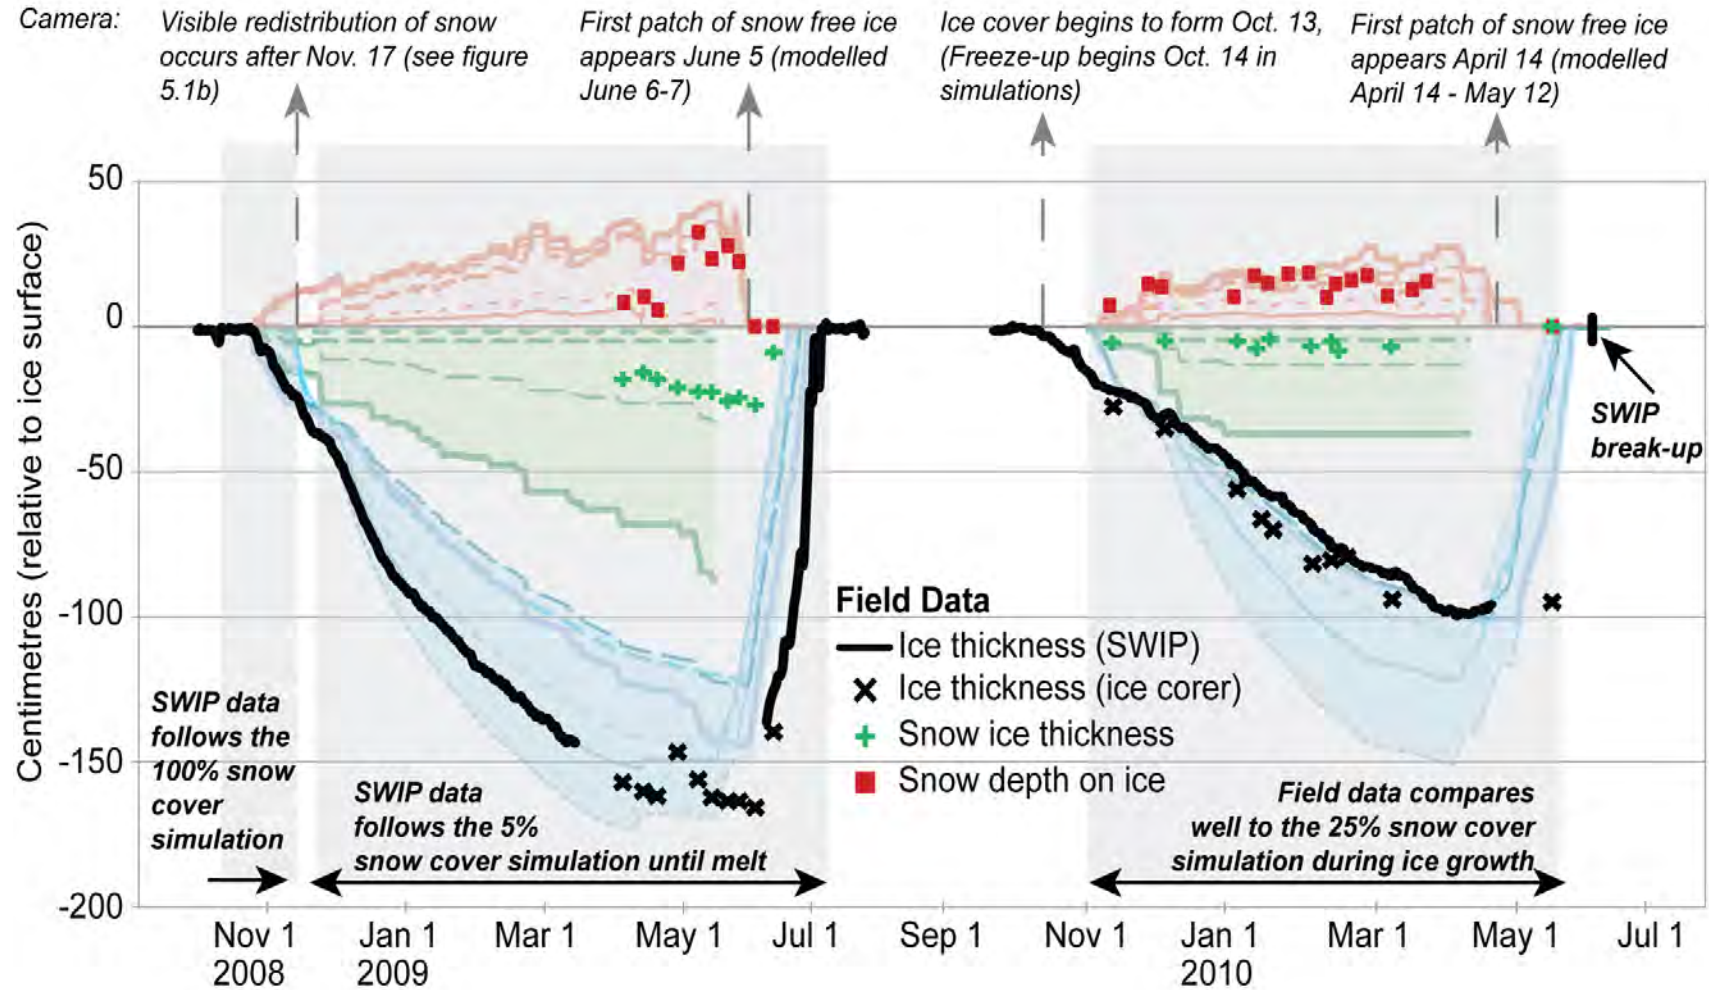 Camera:
Visible redistribution of snow
occurs after Nov. 17 (see figure
5.1b)
First patch of snow free ice
appears June 5 (modelled
June 6-7)
Ice cover begins to form Oct. 13,
(Freeze-up begins Oct. 14 in
simulations)
First patch of snow free ice
appears April 14 (modelled
April 14 - May 12)
Centimetres (relative to ice surface)
50
0
-50
-100
-150
-200
SWIP
break-up
Field Data
Ice thickness (SWIP)
Ice thickness (ice corer)
Snow ice thickness
Snow depth on ice
SWIP data
follows the
100% snow
cover
simulation
SWIP data
follows the 5%
snow cover simulation until melt
Field data compares
well to the 25% snow cover
simulation during ice growth
Nov 1 Jan 1 Mar 1 May 1 Jul 1 Sep 1 Nov 1 Jan 1 Mar 1 May 1 Jul 1
2008 2009 2010